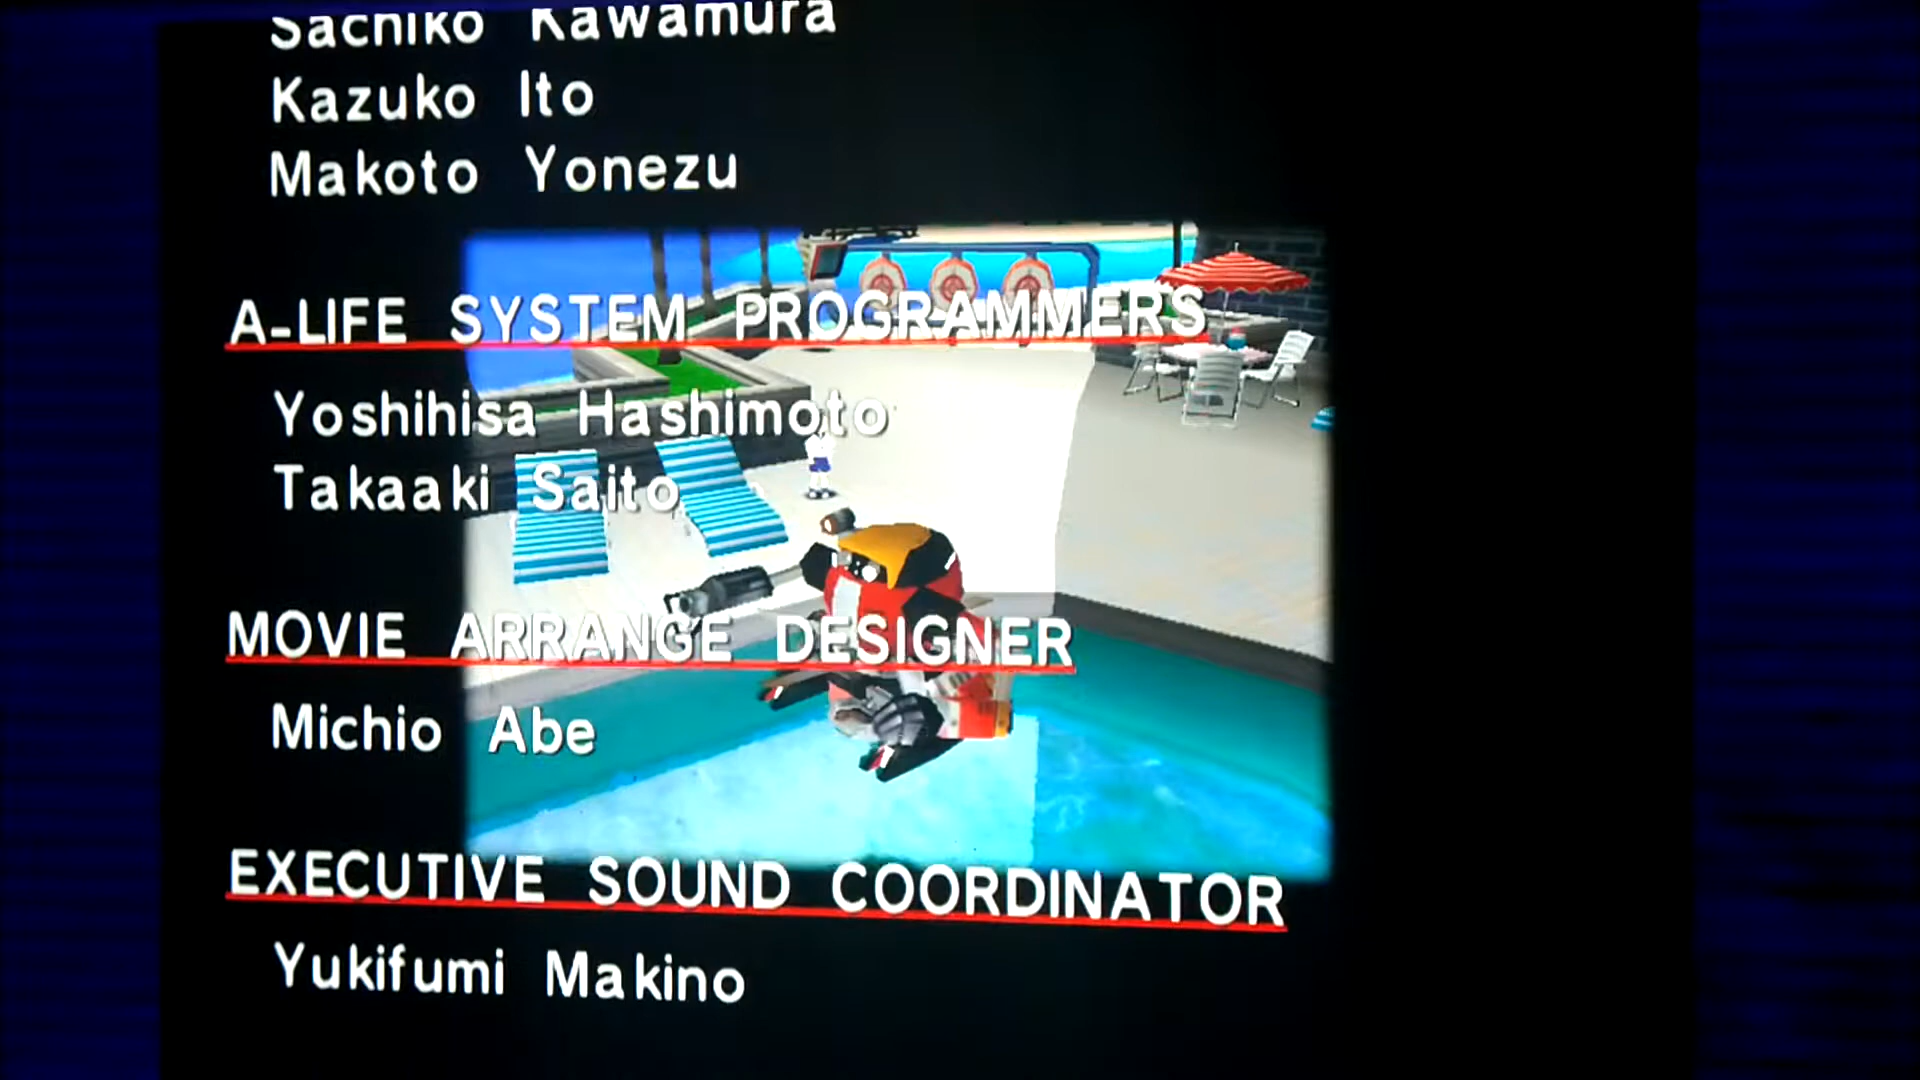 Sachiko Kawamura
Kazuko Ito
Makoto Yonezu
A-LIFE SYSTEM PROGRAMMERS
Yoshihisa Hashimoto
Takaaki Saito
MOVIE ARRANGE DESIGNER
Michio Abe
EXECUTIVE SOUND COORDINATOR
Yukifumi Makino